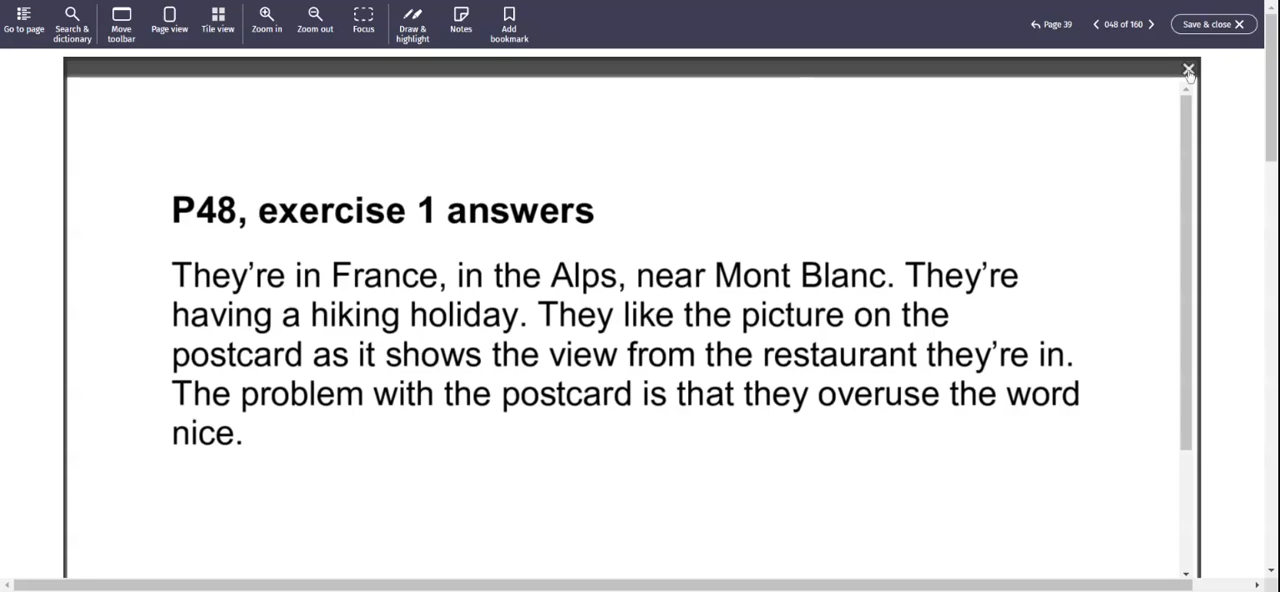 Go to page
Search & dictionary
Move toolbar
Page view
Tile view
Zoom in
Zoom out
Focus
Draw & highlight
Notes
Add bookmark
Page 39
048 of 160
Save & close
P48, exercise 1 answers
They’re in France, in the Alps, near Mont Blanc. They’re
having a hiking holiday. They like the picture on the
postcard as it shows the view from the restaurant they’re in.
The problem with the postcard is that they overuse the word
nice.